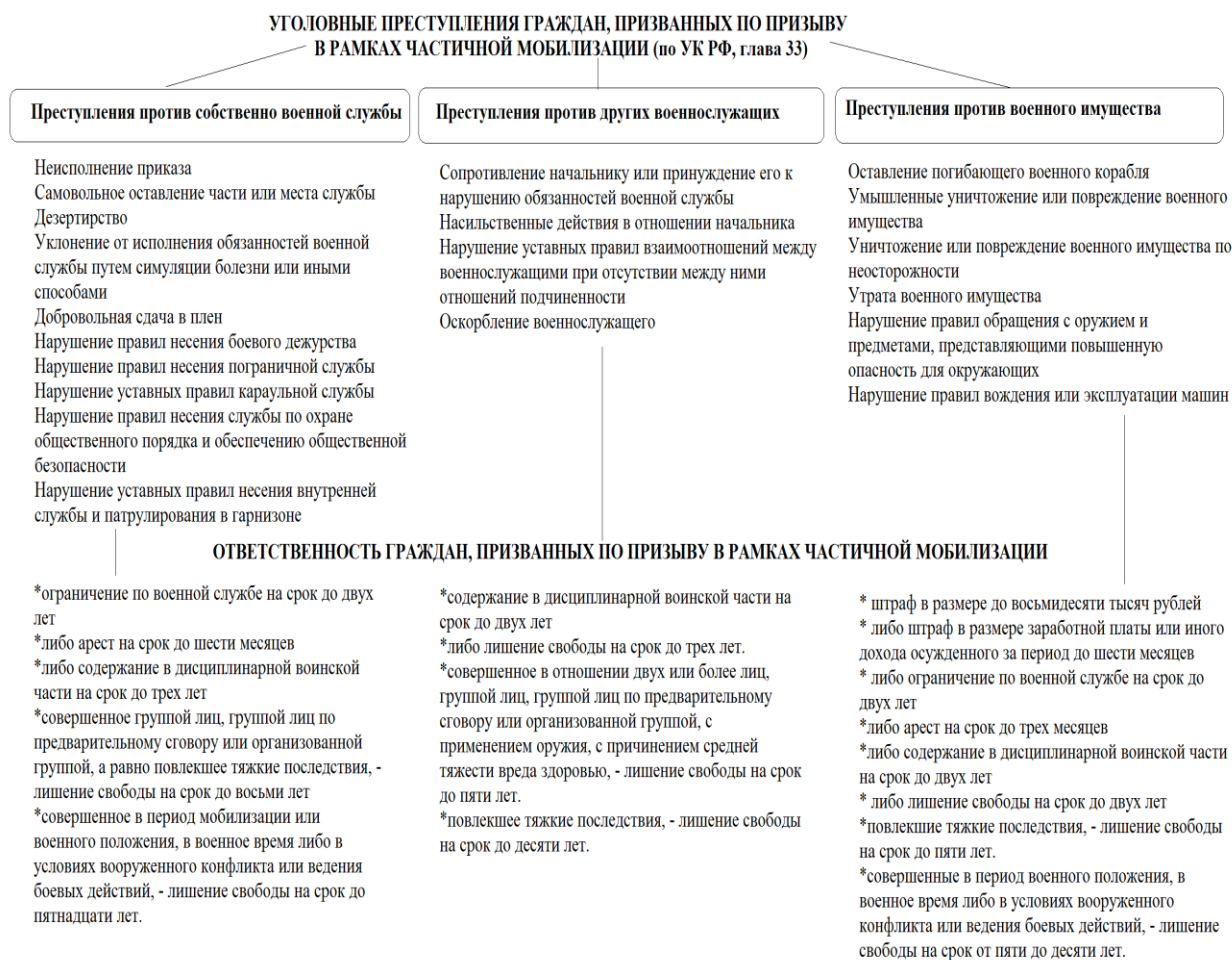 УГОЛОВНЫЕ ПРЕСТУПЛЕНИЯ ГРАЖДАН, ПРИЗВАННЫХ ПО ПРИЗЫВУ
В РАМКАХ ЧАСТИЧНОЙ МОБИЛИЗАЦИИ (по УК РФ, глава 33)
Преступления против собственно военной службы
Неисполнение приказа
Самовольное оставление части или места службы
Дезертирство
Уклонение от исполнения обязанностей военной
службы путем симуляции болезни или иными
способами
Добровольная сдача в плен
Нарушение правил несения боевого дежурства
Нарушение правил несения пограничной службы
Нарушение уставных правил караульной службы
Нарушение правил несения службы по охране
общественного порядка и обеспечению общественной
безопасности
Нарушение уставных правил несения внутренней
службы и патрулирования в гарнизоне
Преступления против других военнослужащих
Сопротивление начальнику или принуждение его к
нарушению обязанностей военной службы
Насильственные действия в отношении начальника
Нарушение уставных правил взаимоотношений между
военнослужащими при отсутствии между ними
отношений подчиненности
Оскорбление военнослужащего
Преступления против военного имущества
Оставление погибающего военного корабля
Умышленные уничтожение или повреждение военного
имущества
Уничтожение или повреждение военного имущества по
неосторожности
Утрата военного имущества
Нарушение правил обращения с оружием и
предметами, представляющими повышенную
опасность для окружающих
Нарушение правил вождения или эксплуатации машин
ОТВЕТСТВЕННОСТЬ ГРАЖДАН, ПРИЗВАННЫХ ПО ПРИЗЫВУ В РАМКАХ ЧАСТИЧНОЙ МОБИЛИЗАЦИИ
*ограничение по военной службе на срок до двух
лет
*либо арест на срок до шести месяцев
*либо содержание в дисциплинарной воинской
части на срок до трех лет
*совершенное группой лиц, группой лиц по
предварительному сговору или организованной
группой, а равно повлекшее тяжкие последствия, -
лишение свободы на срок до восьми лет
*совершенное в период мобилизации или
военного положения, в военное время либо в
условиях вооруженного конфликта или ведения
боевых действий, - лишение свободы на срок до
пятнадцати лет.
*содержание в дисциплинарной воинской части на
срок до двух лет
*либо лишение свободы на срок до трех лет.
*совершенное в отношении двух или более лиц,
группой лиц, группой лиц по предварительному
сговору или организованной группой, с
применением оружия, с причинением средней
тяжести вреда здоровью, - лишение свободы на срок
до пяти лет.
*повлекшее тяжкие последствия, - лишение свободы
на срок до десяти лет.
* штраф в размере до восьмидесяти тысяч рублей
* либо штраф в размере заработной платы или иного
дохода осужденного за период до шести месяцев
* либо ограничение по военной службе на срок до
двух лет
*либо арест на срок до трех месяцев
*либо содержание в дисциплинарной воинской части
на срок до двух лет
* либо лишение свободы на срок до двух лет
*повлекшие тяжкие последствия, - лишение свободы
на срок до пяти лет.
*совершенные в период военного положения, в
военное время либо в условиях вооруженного
конфликта или ведения боевых действий, - лишение
свободы на срок от пяти до десяти лет.